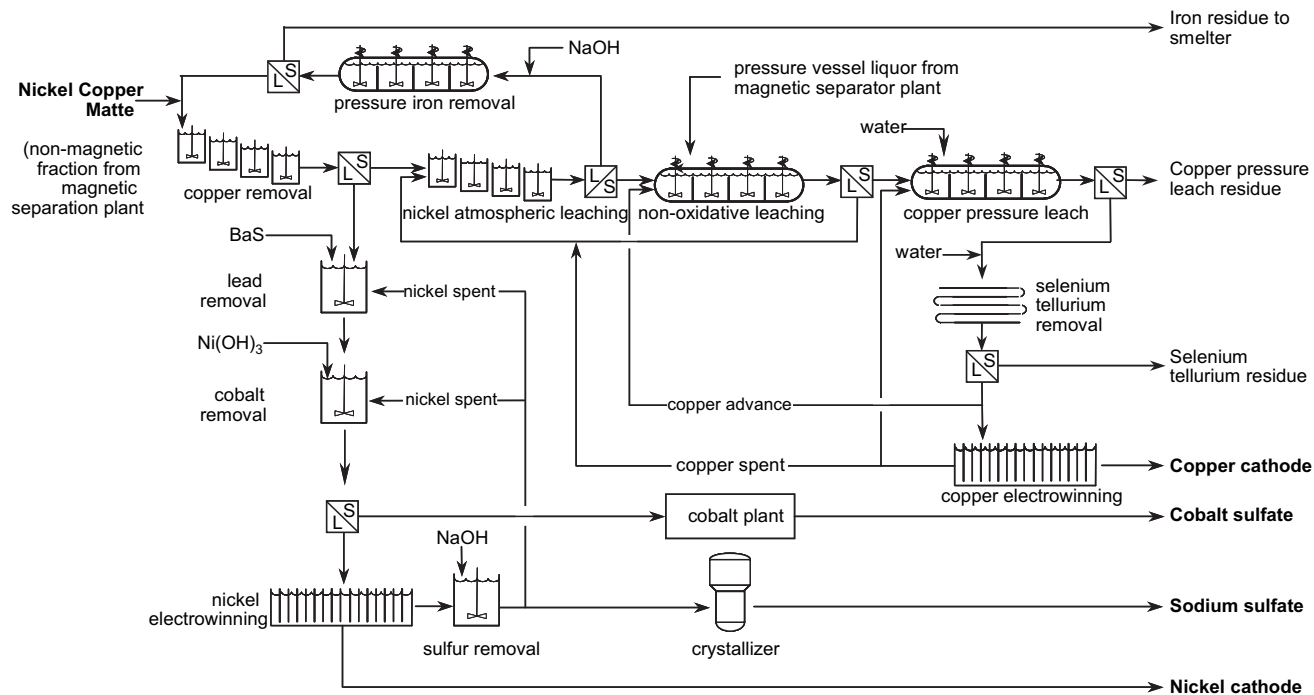 Iron residue to
smelter
NaOH
L S
pressure vessel liquor from
magnetic separator plant
Nickel Copper
Matte
pressure iron removal
water
(non-magnetic
fraction from
magnetic
separation plant
copper removal
L S
nickel atmospheric leaching
L S
non-oxidative leaching
L S
copper pressure leach
L S
Copper pressure
leach residue
BaS
water
lead
removal
nickel spent
selenium
tellurium
removal
Ni(OH)3
L S
Selenium
tellurium residue
cobalt
removal
nickel spent
copper advance
copper spent
Copper cathode
copper electrowinning
L S
cobalt plant
Cobalt sulfate
NaOH
nickel
electrowinning
Sodium sulfate
sulfur removal
crystallizer
Nickel cathode